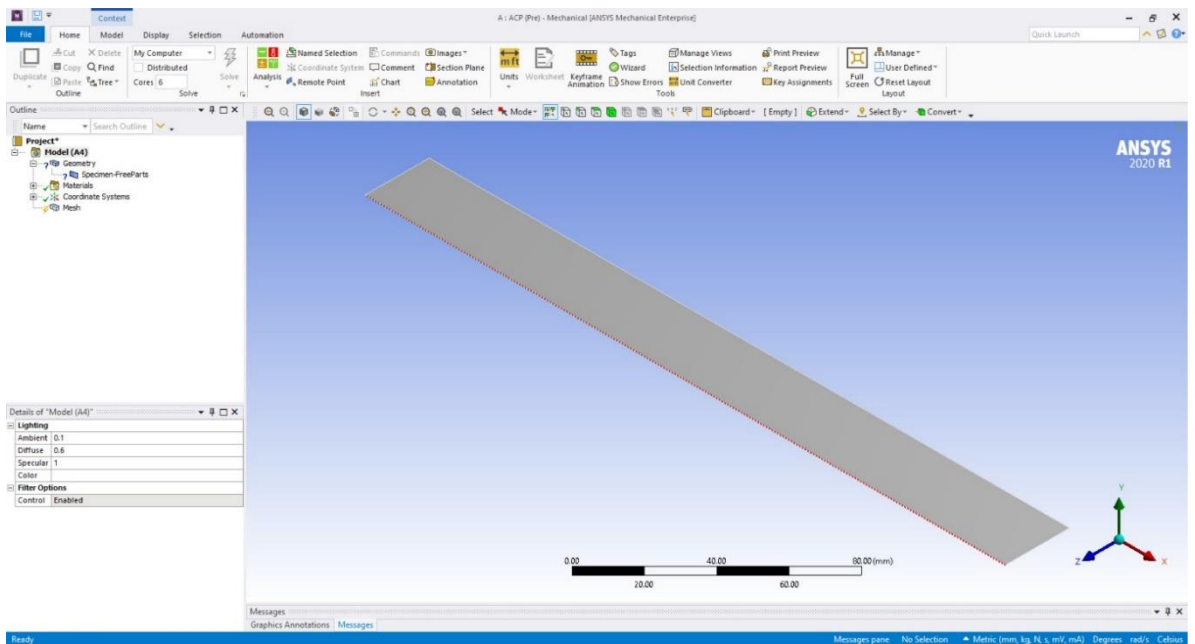 Context
A : ACP (Pre) - Mechanical [ANSYS Mechanical Enterprise]
File Home Model Display Selection Automation
Quick Launch
Duplicate
Cut
Copy
Paste
Delete
Find
Tree
Outline
My Computer
Distributed
Cores 6
Solve
Solve
Analysis
Named Selection
Coordinate System
Remote Point
Commands
Comment
Chart
Images
Section Plane
Annotation
Insert
Units
Worksheet
Keyframe Animation
Tags
Wizard
Show Errors
Manage Views
Selection Information
Unit Converter
Print Preview
Report Preview
Key Assignments
Tools
Full Screen
Manage
User Defined
Reset Layout
Layout
Outline
Name Search Outline
Project*
Model (A4)
Geometry
Specimen-FreeParts
Materials
Coordinate Systems
Mesh
Select Mode Clipboard [ Empty ] Extend Select By Convert
ANSYS
2020 R1
Details of "Model (A4)"
Lighting
Ambient 0.1
Diffuse 0.6
Specular 1
Color
Filter Options
Control Enabled
Y
Z X
0.00 40.00 80.00 (mm)
20.00 60.00
Messages
Graphics Annotations Messages
Ready Messages pane No Selection Metric (mm, kg, N, s, mV, mA) Degrees rad/s Celsius